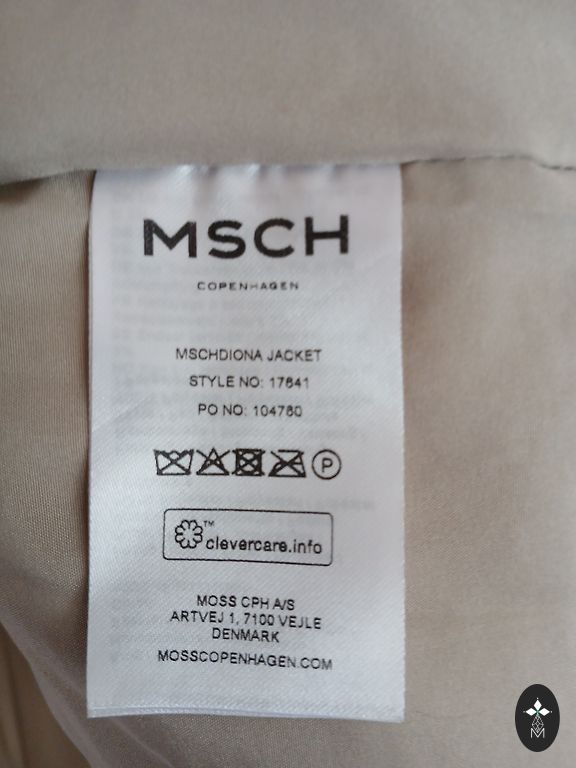 MSCH
COPENHAGEN
MSCHDIONA JACKET
STYLE NO: 17641
PO NO: 104760
P
clevercare.info
TM
MOSS CPH A/S
ARTVEJ 1, 7100 VEJLE
DENMARK
MOSSCOPENHAGEN.COM
M